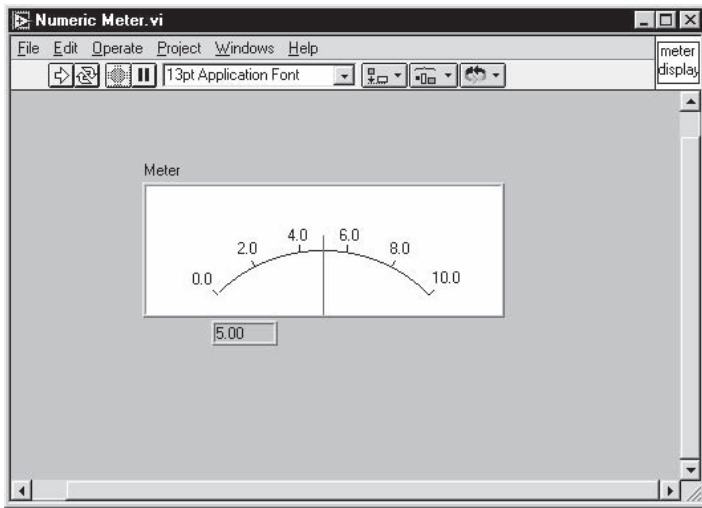 Numeric Meter.vi
File Edit Operate Project Windows Help
meter
display
13pt Application Font
Meter
0.0 2.0 4.0 6.0 8.0 10.0
5.00